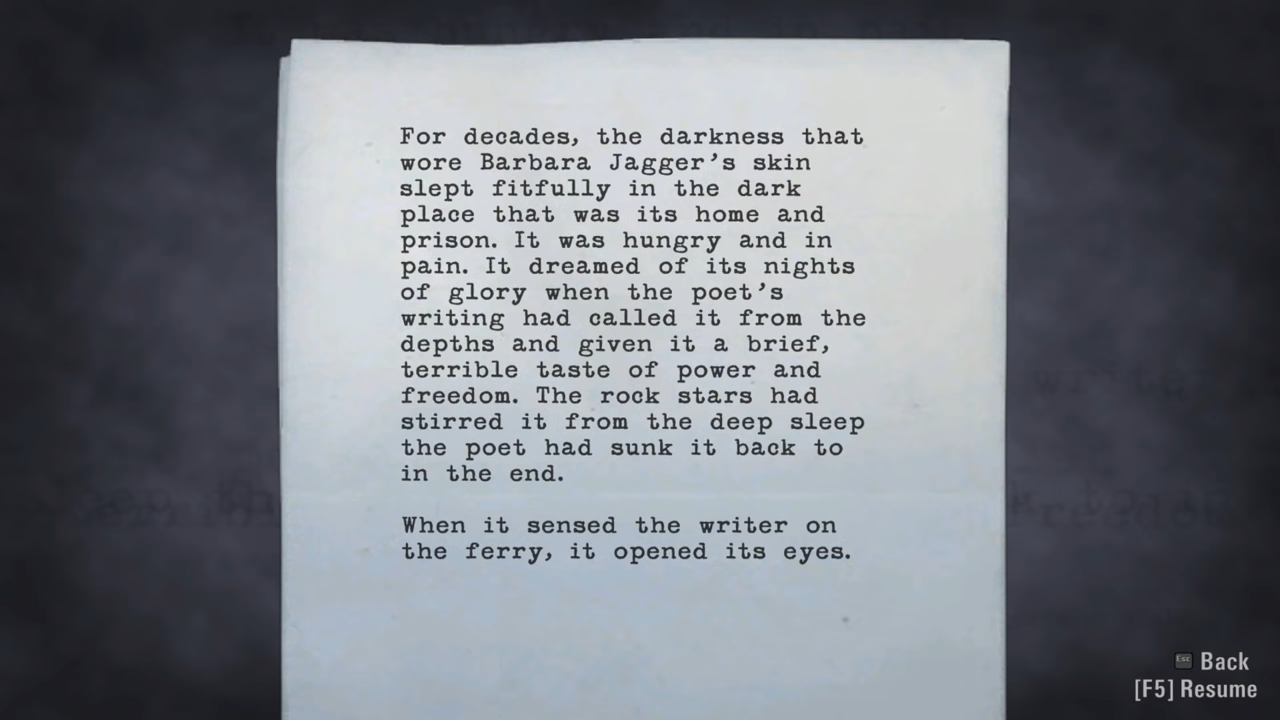 For decades, the darkness that
wore Barbara Jagger's skin
slept fitfully in the dark
place that was its home and
prison. It was hungry and in
pain. It dreamed of its nights
of glory when the poet's
writing had called it from the
depths and given it a brief,
terrible taste of power and
freedom. The rock stars had
stirred it from the deep sleep
the poet had sunk it back to
in the end.
When it sensed the writer on
the ferry, it opened its eyes.
Esc Back
[F5] Resume